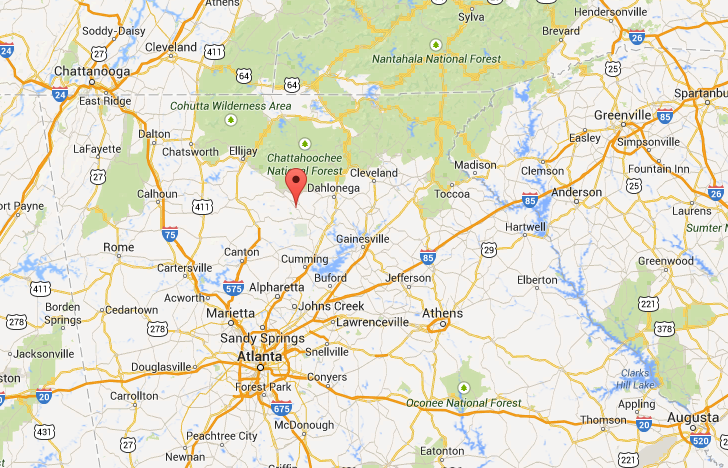 Athens
Hendersonville
Soddy-Daisy
Sylva
Brevard
27
Cleveland
411
26
24
Nantahala National Forest
25
Chattanooga
64
64
24
East Ridge
Spartanbu
Cohutta Wilderness Area
Greenville
85
Dalton
Easley
Simpsonville
LaFayette
Chatsworth
Ellijay
Chattahoochee
National Forest
Madison
Clemson
Fountain Inn
27
Cleveland
Dahlonega
Toccoa
Anderson
26
Calhoun
ort Payne
411
85
Laurens
75
Hartwell
Sumter N
Gainesville
Rome
Canton
29
Cumming
85
Greenwood
Cartersville
Buford
Jefferson
Elberton
411
575
Alpharetta
Acworth
221
Borden
Springs
Cedartown
Marietta
Johns Creek
Athens
278
278
Lawrenceville
378
Sandy Springs
Jacksonville
Atlanta
Snellville
Douglasville
Clarks
Hill Lake
ston
Forest Park
Conyers
20
20
Carrollton
Oconee National Forest
Appling
675
Thomson
Augusta
McDonough
20
431
Peachtree City
520
27
Newnan
Eatonton
221
Griffin
25